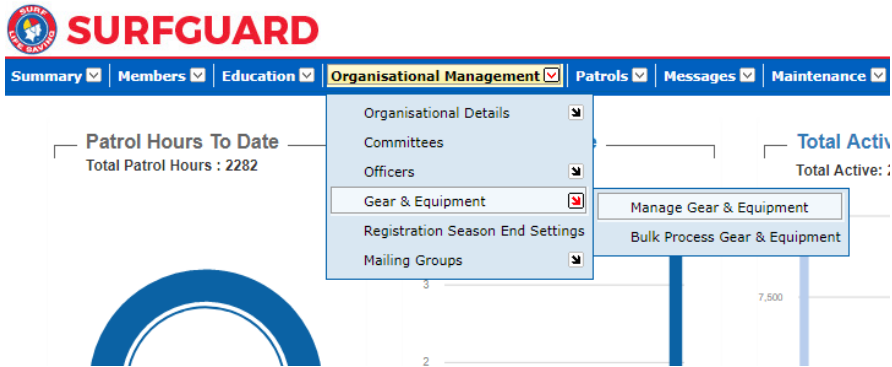 SURF
LIFE SAVING
SURFGUARD
Summary Members Education Organisational Management Patrols Messages Maintenance
Organisational Details
Committees
Officers
Gear & Equipment
Registration Season End Settings
Mailing Groups
Manage Gear & Equipment
Bulk Process Gear & Equipment
Patrol Hours To Date
Total Patrol Hours : 2282
3
2
Total Activ
Total Active: 2
7,500